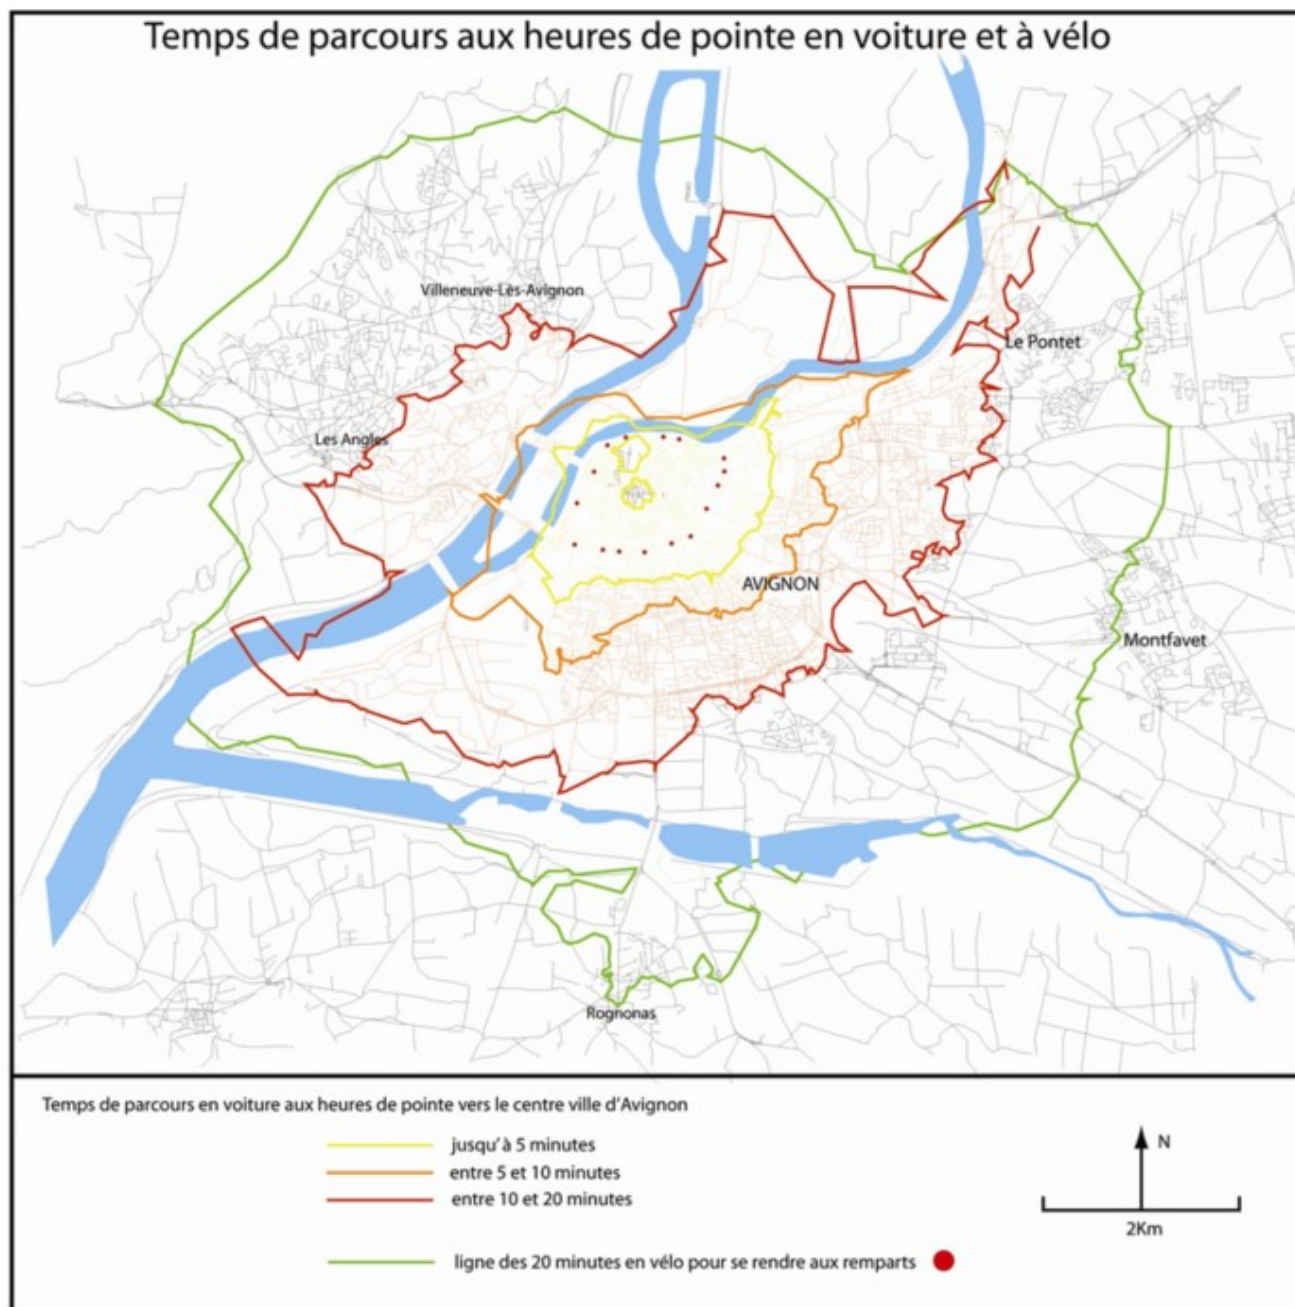 Temps de parcours aux heures de pointe en voiture et à vélo
Villeneuve-Lès-Avignon
Le Pontet
Les Angles
AVIGNON
Montfavet
Rognonas
Temps de parcours en voiture aux heures de pointe vers le centre ville d'Avignon
jusqu'à 5 minutes
entre 5 et 10 minutes
entre 10 et 20 minutes
N
2Km
ligne des 20 minutes en vélo pour se rendre aux remparts